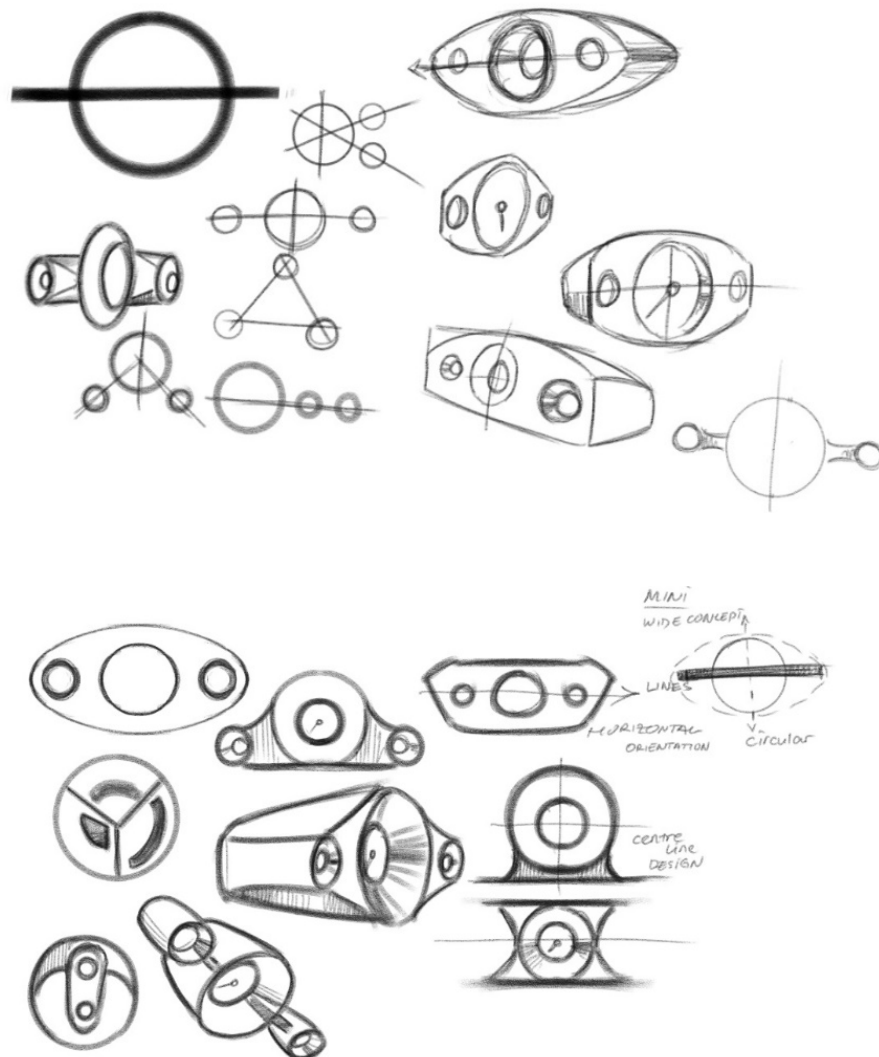 MINI
WIDE CONCEPT
LINES
HORIZONTAL
ORIENTATION
circular
centre
line
DESIGN